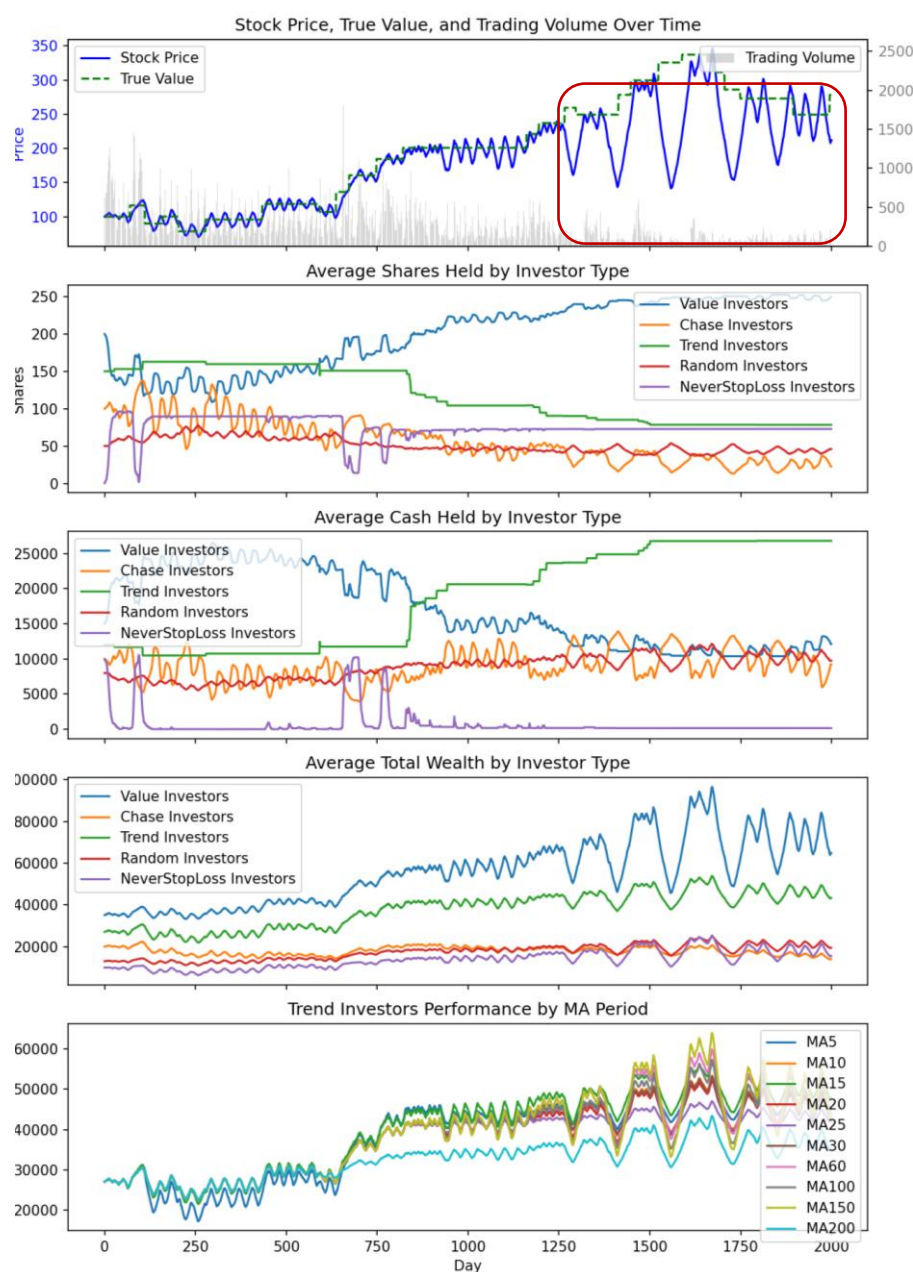 Stock Price, True Value, and Trading Volume Over Time
350
300
250
200
150
100
Price
Stock Price
True Value
Trading Volume
2500
2000
1500
1000
500
0
Average Shares Held by Investor Type
250
200
150
100
50
0
Shares
Value Investors
Chase Investors
Trend Investors
Random Investors
NeverStopLoss Investors
Average Cash Held by Investor Type
25000
20000
15000
10000
5000
0
Value Investors
Chase Investors
Trend Investors
Random Investors
NeverStopLoss Investors
Average Total Wealth by Investor Type
00000
80000
60000
40000
20000
Value Investors
Chase Investors
Trend Investors
Random Investors
NeverStopLoss Investors
Trend Investors Performance by MA Period
60000
50000
40000
30000
20000
MA5
MA10
MA15
MA20
MA25
MA30
MA60
MA100
MA150
MA200
0 250 500 750 1000 1250 1500 1750 2000
Day